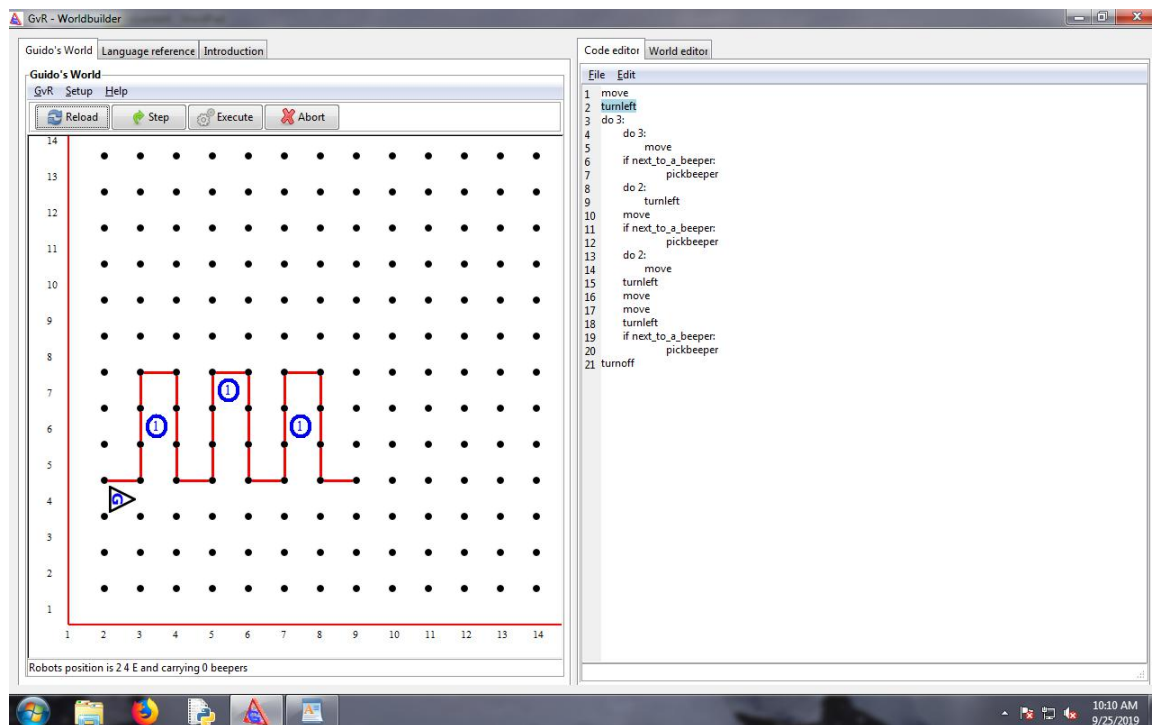 GvR - Worldbuilder
Guido's World Language reference Introduction
Guido's World
GvR Setup Help
Reload Step Execute Abort
14
13
12
11
10
9
8
7
6
5
4
3
2
1
1 2 3 4 5 6 7 8 9 10 11 12 13 14
1
1
1
G
Robots position is 2 4 E and carrying 0 beepers
Code editor World editor
File Edit
1 move
2 turnleft
3 do 3:
4 do 3:
5 move
6 if next_to_a_beeper:
7 pickbeeper
8 do 2:
9 turnleft
10 move
11 if next_to_a_beeper:
12 pickbeeper
13 do 2:
14 move
15 turnleft
16 move
17 move
18 turnleft
19 if next_to_a_beeper:
20 pickbeeper
21 turnoff
10:10 AM
9/25/2019